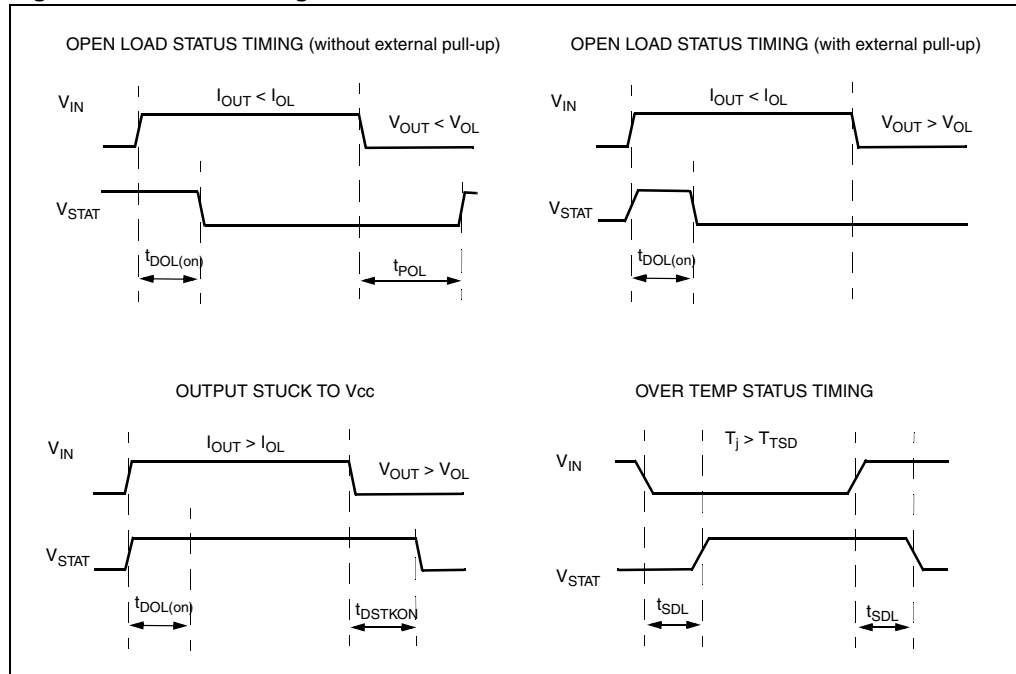 OPEN LOAD STATUS TIMING (without external pull-up)
V_IN
I_OUT < I_OL
V_OUT < V_OL
V_STAT
t_DOL(on)
t_POL
OPEN LOAD STATUS TIMING (with external pull-up)
V_IN
I_OUT < I_OL
V_OUT > V_OL
V_STAT
t_DOL(on)
OUTPUT STUCK TO Vcc
V_IN
I_OUT > I_OL
V_OUT > V_OL
V_STAT
t_DOL(on)
t_DSTKON
OVER TEMP STATUS TIMING
V_IN
T_j > T_TSD
V_STAT
t_SDL
t_SDL